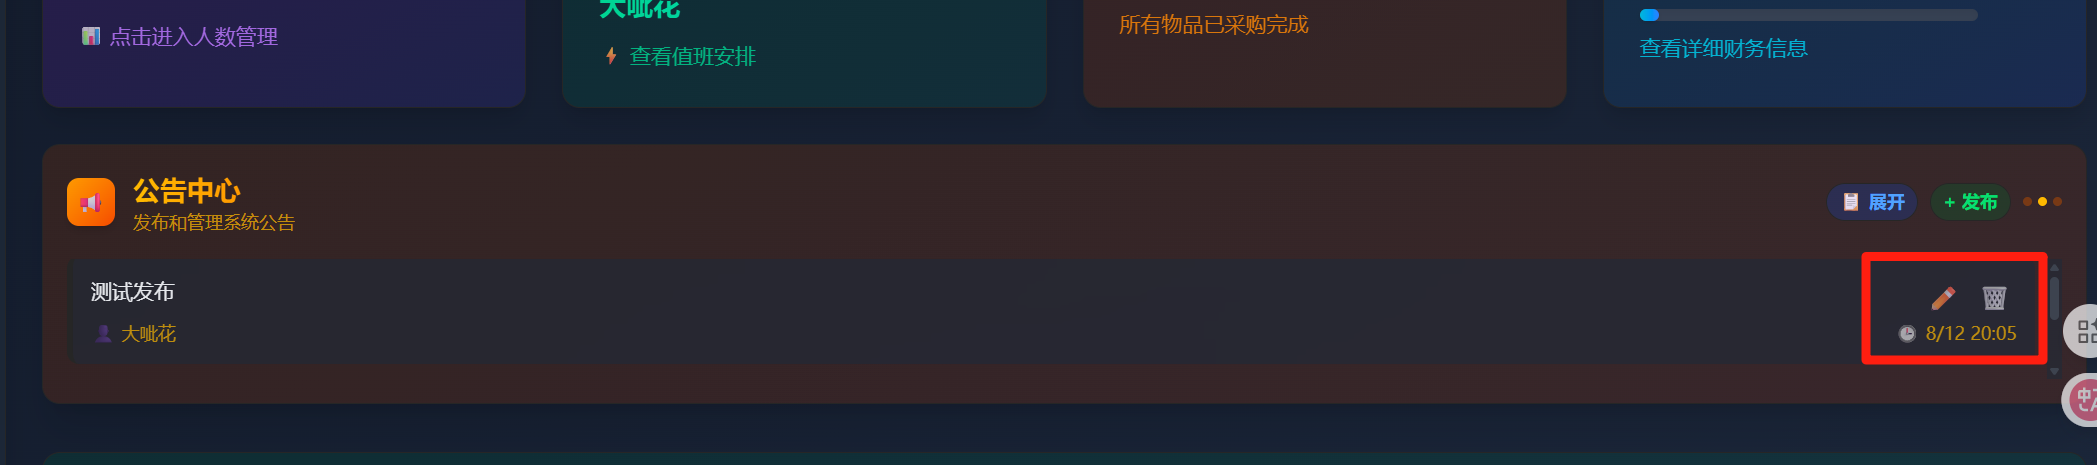 大呲花
点击进入人数管理
查看值班安排
所有物品已采购完成
查看详细财务信息
公告中心
发布和管理系统公告
展开
+ 发布
测试发布
大呲花
8/12 20:05